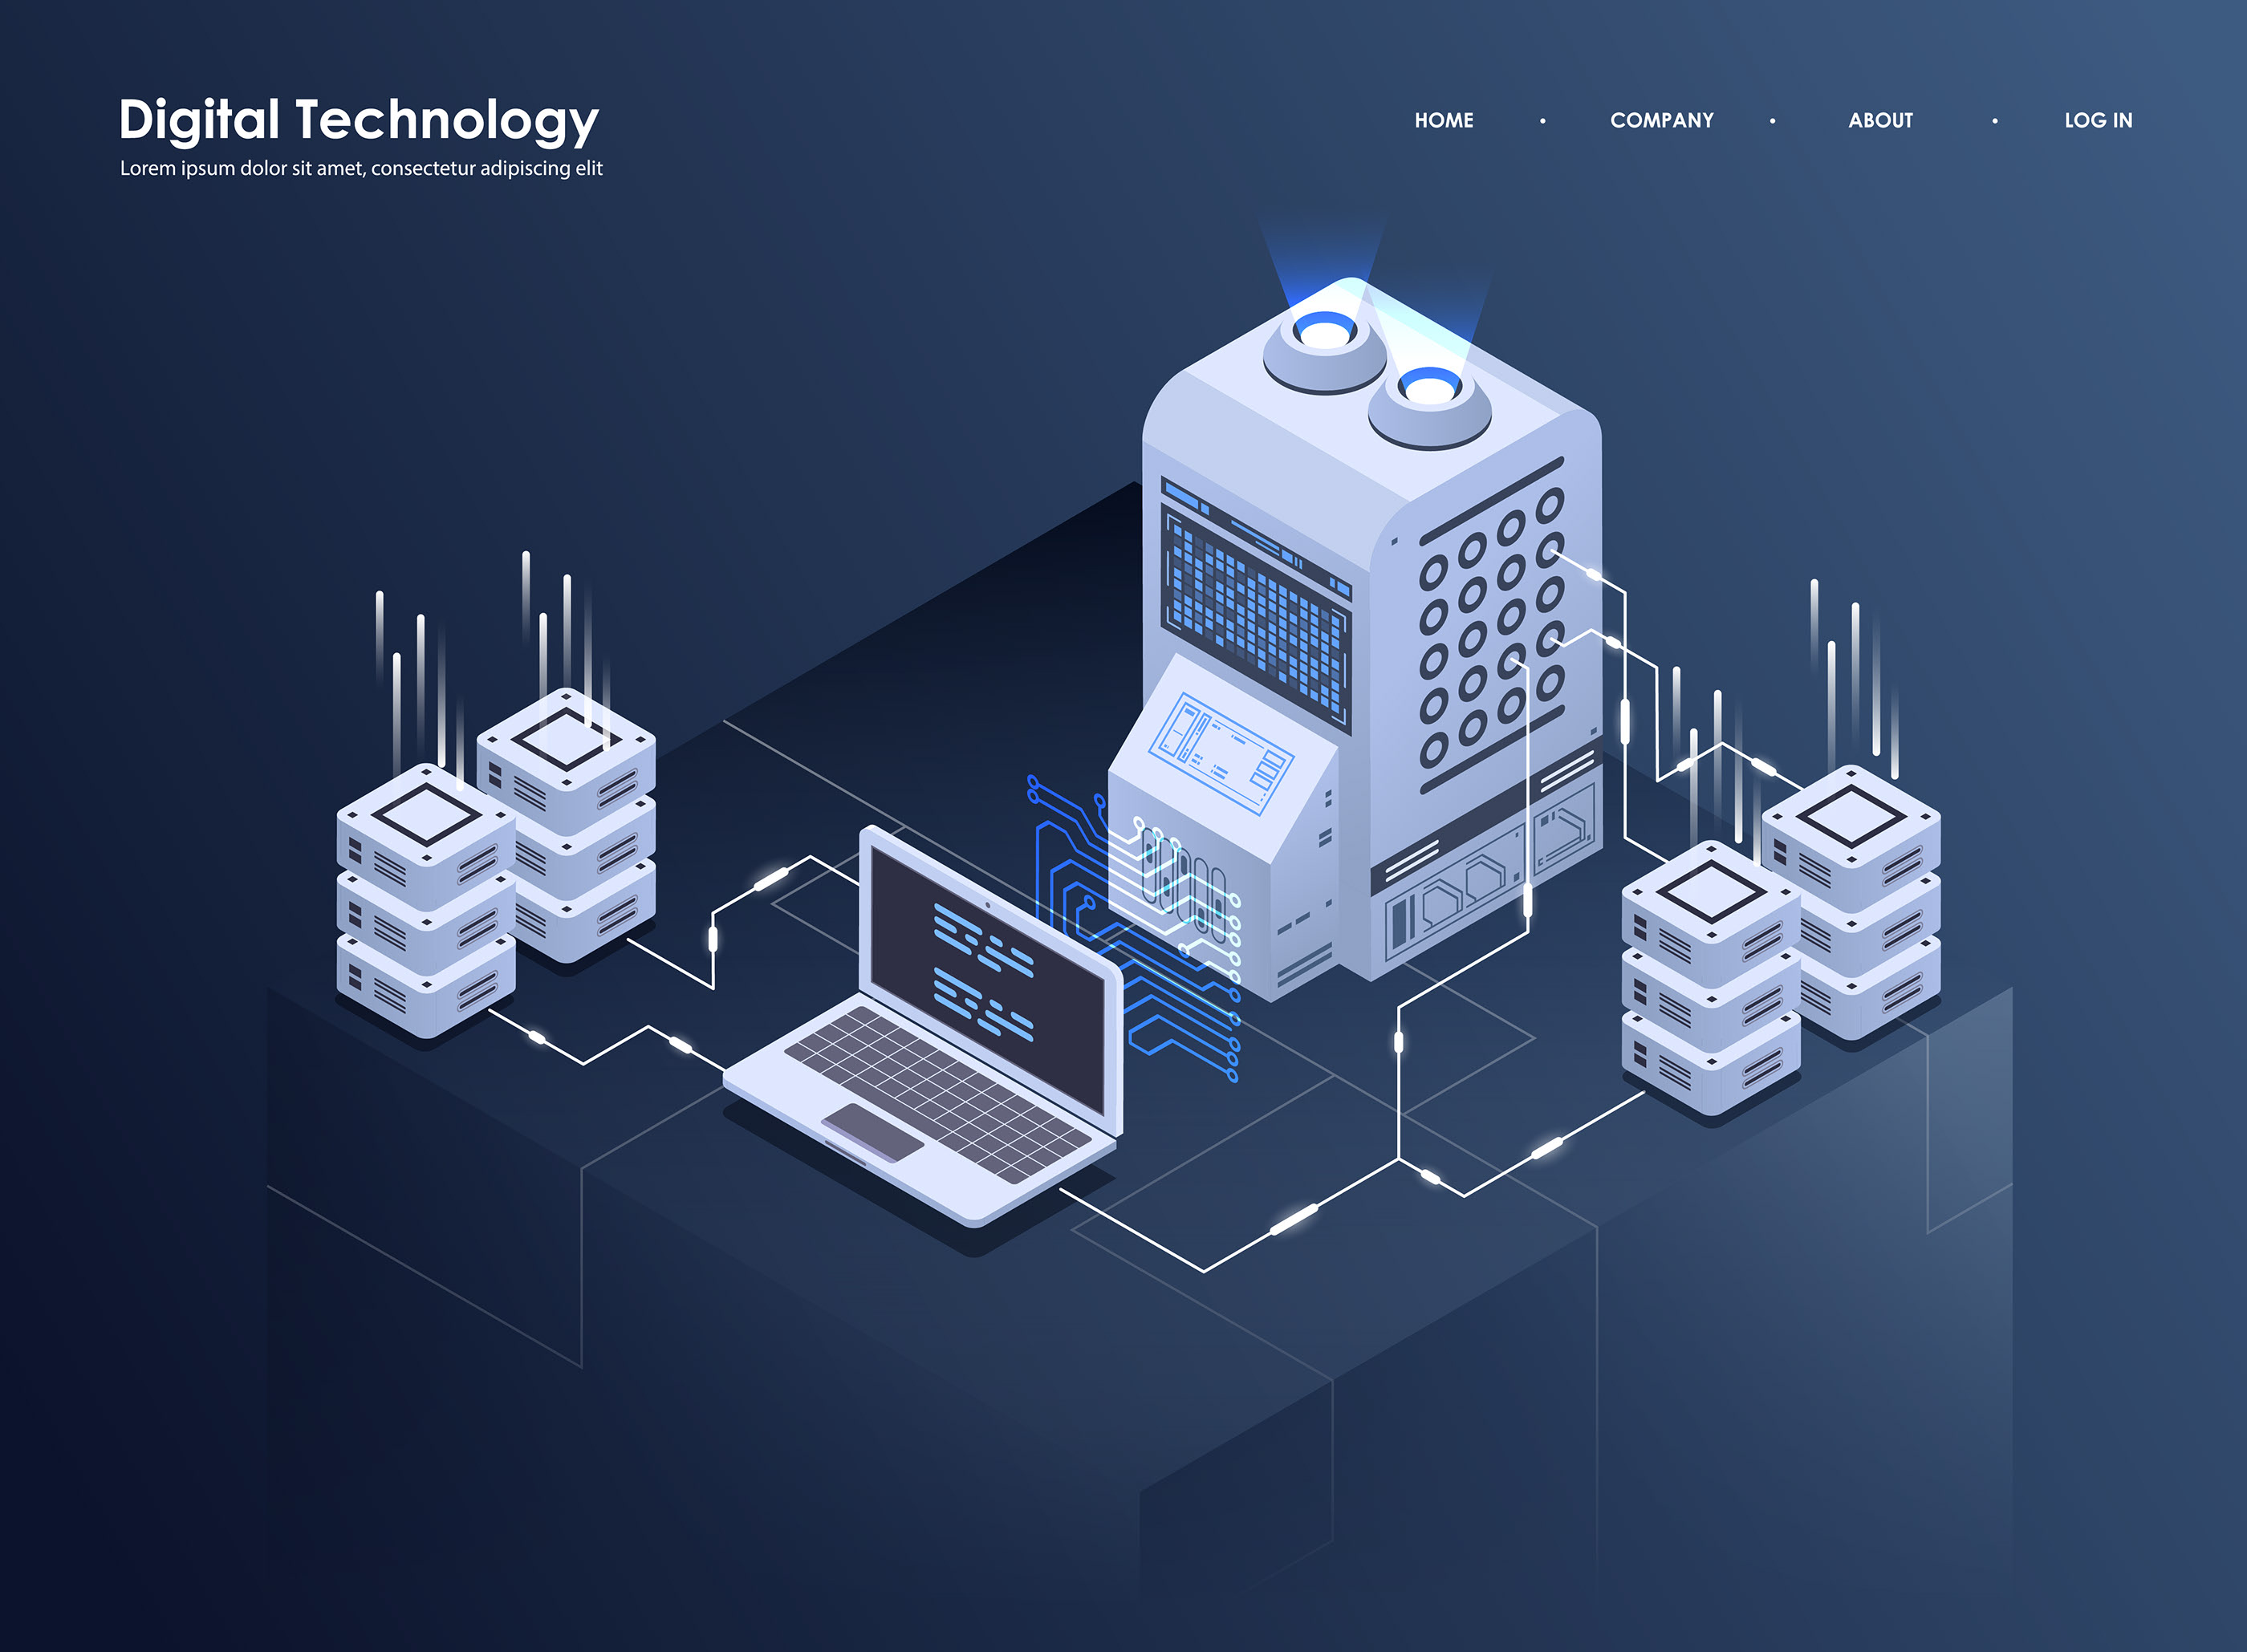 Digital Technology
Lorem ipsum dolor sit amet, consectetur adipiscing elit
HOME • COMPANY • ABOUT • LOG IN